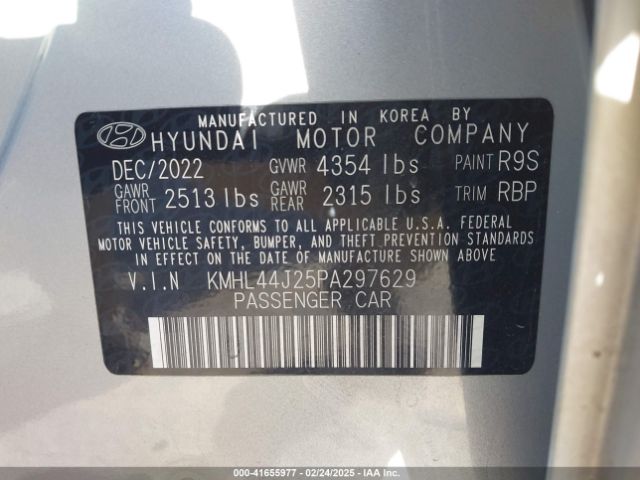 MANUFACTURED IN KOREA BY
HYUNDAI MOTOR COMPANY
DEC/2022 GVWR 4354 lbs PAINT R9S
GAWR FRONT 2513 lbs GAWR REAR 2315 lbs TRIM RBP
THIS VEHICLE CONFORMS TO ALL APPLICABLE U.S.A. FEDERAL
MOTOR VEHICLE SAFETY, BUMPER, AND THEFT PREVENTION
STANDARDS IN EFFECT ON THE DATE OF MANUFACTURE SHOWN ABOVE
V.I.N KMHL44J25PA297629
PASSENGER CAR
© - 41655977 - 02/24/2025 - IAA Inc.